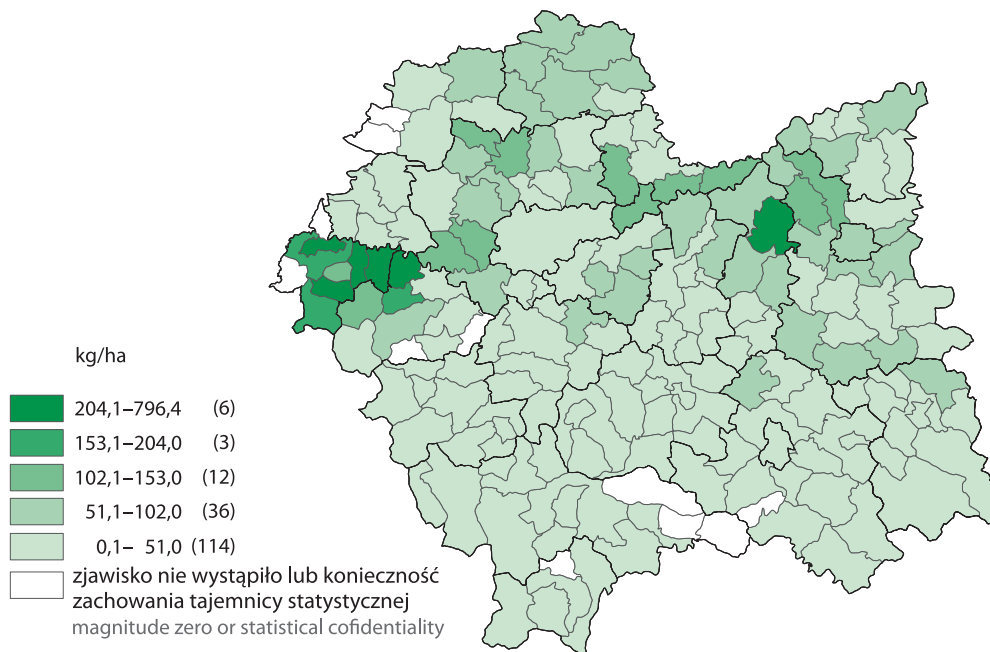 kg/ha
204,1–796,4 (6)
153,1–204,0 (3)
102,1–153,0 (12)
51,1–102,0 (36)
0,1– 51,0 (114)
zjawisko nie wystąpiło lub konieczność
zachowania tajemnicy statystycznej
magnitude zero or statistical cofidentiality